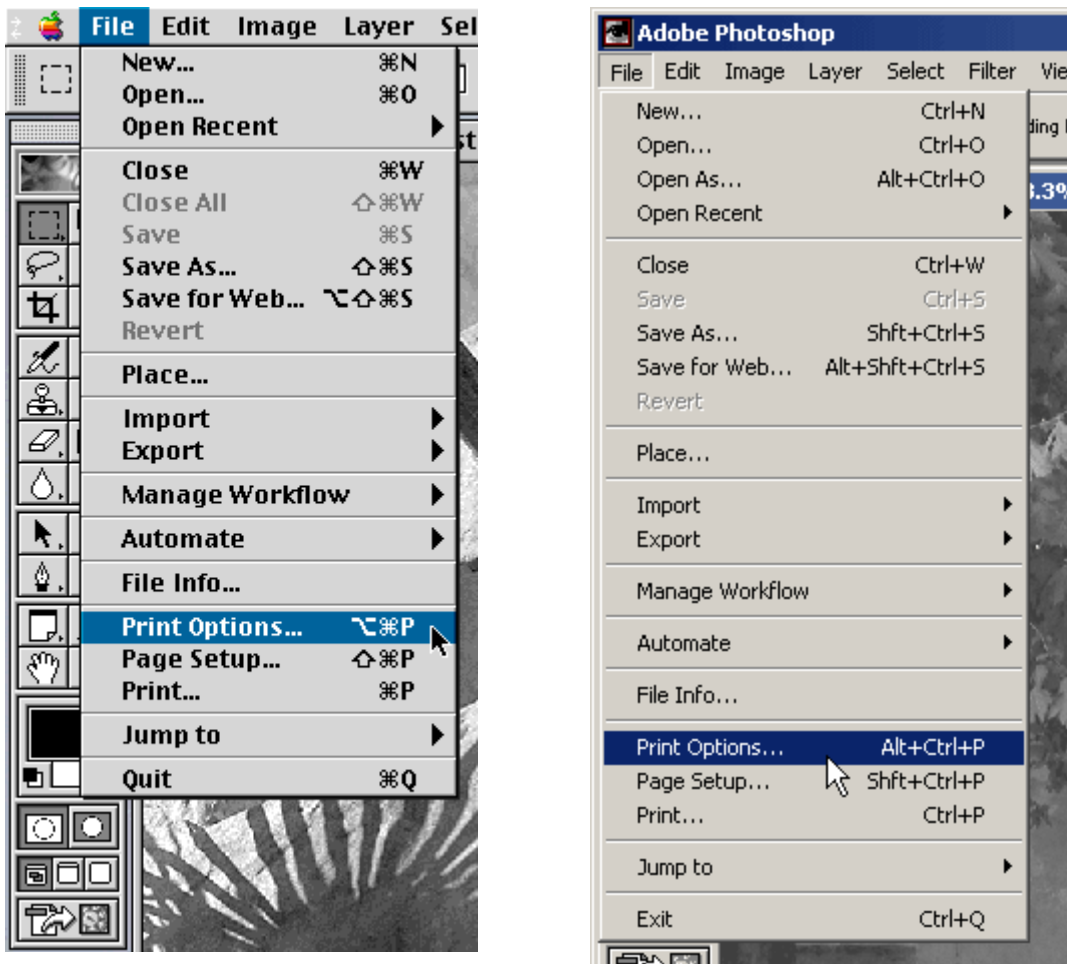 File Edit Image Layer Sel
New... ⌘N
Open... ⌘O
Open Recent
Close ⌘W
Close All ⇧⌘W
Save ⌘S
Save As... ⇧⌘S
Save for Web... ⌥⇧⌘S
Revert
Place...
Import
Export
Manage Workflow
Automate
File Info...
Print Options... ⌥⌘P
Page Setup... ⇧⌘P
Print... ⌘P
Jump to
Quit ⌘Q
Adobe Photoshop
File Edit Image Layer Select Filter Vie
New... Ctrl+N
Open... Ctrl+O
Open As... Alt+Ctrl+O
Open Recent
Close Ctrl+W
Save Ctrl+S
Save As... Shft+Ctrl+S
Save for Web... Alt+Shft+Ctrl+S
Revert
Place...
Import
Export
Manage Workflow
Automate
File Info...
Print Options... Alt+Ctrl+P
Page Setup... Shft+Ctrl+P
Print... Ctrl+P
Jump to
Exit Ctrl+Q